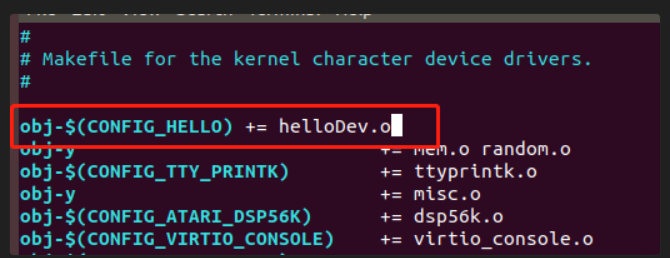 #
# Makefile for the kernel character device drivers.
#
obj-$(CONFIG_HELLO) += helloDev.o
obj-y += mem.o random.o
obj-$(CONFIG_TTY_PRINTK) += ttyprintk.o
obj-y += misc.o
obj-$(CONFIG_ATARI_DSP56K) += dsp56k.o
obj-$(CONFIG_VIRTIO_CONSOLE) += virtio_console.o